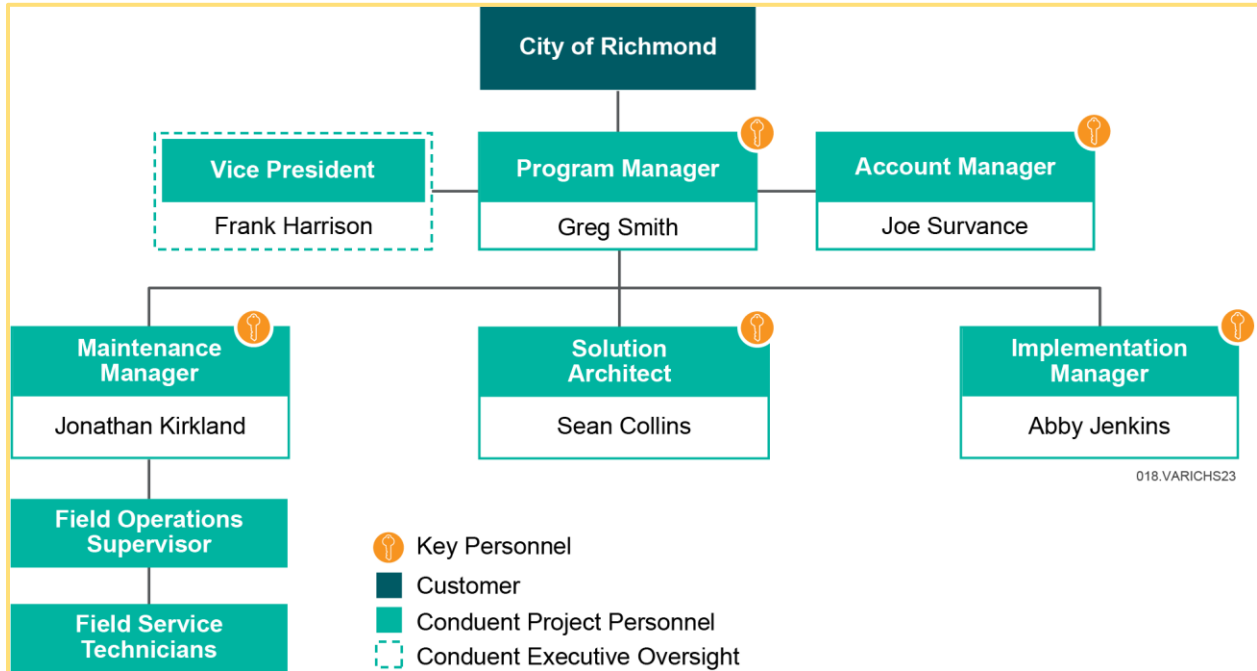 City of Richmond
Vice President
Frank Harrison
Program Manager
Greg Smith
Account Manager
Joe Survance
Maintenance
Manager
Jonathan Kirkland
Solution
Architect
Sean Collins
Implementation
Manager
Abby Jenkins
018.VARICHS23
Field Operations
Supervisor
Field Service
Technicians
Key Personnel
Customer
Conduent Project Personnel
Conduent Executive Oversight